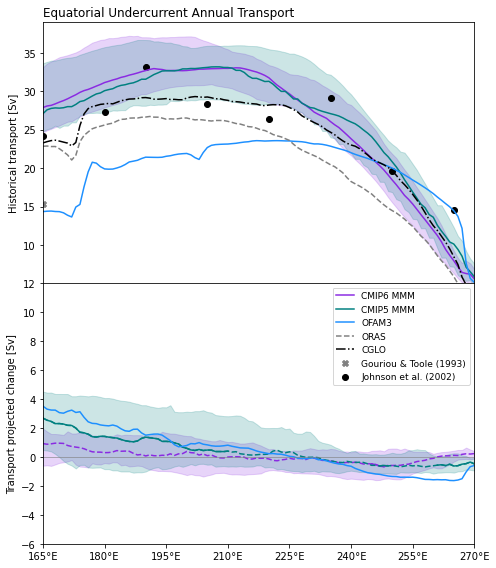 Equatorial Undercurrent Annual Transport
Historical transport [Sv]
35
30
25
20
15
10
Transport projected change [Sv]
12
10
8
6
4
2
0
−2
−4
−6
CMIP6 MMM
CMIP5 MMM
OFAM3
ORAS
CGLO
Gouriou & Toole (1993)
Johnson et al. (2002)
165°E 180°E 195°E 210°E 225°E 240°E 255°E 270°E